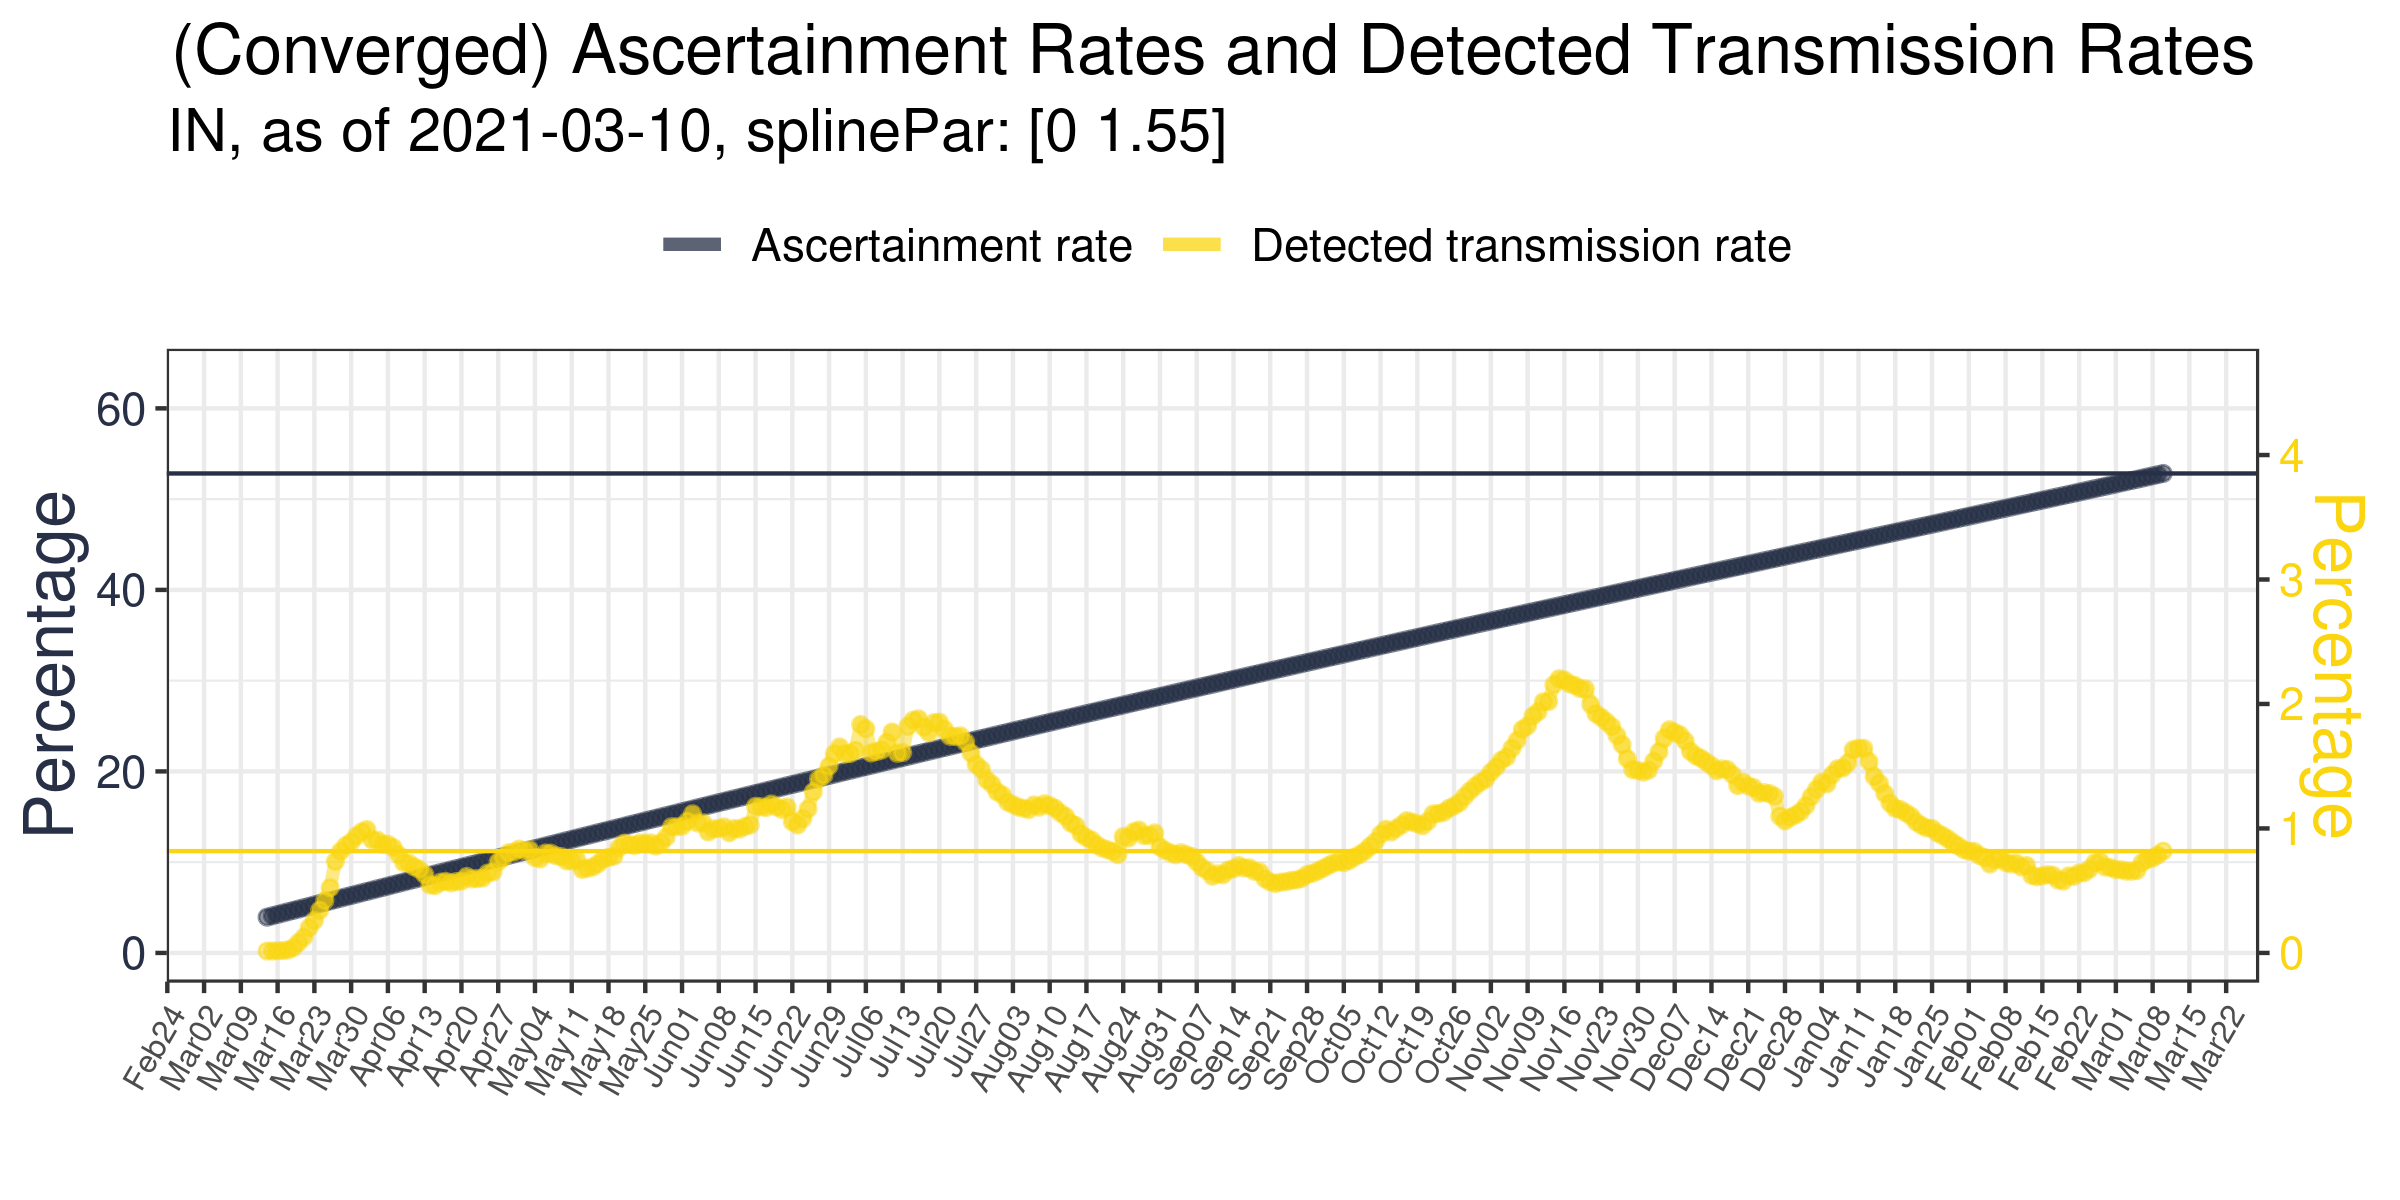 (Converged) Ascertainment Rates and Detected Transmission Rates
IN, as of 2021-03-10, splinePar: [0 1.55]
Ascertainment rate
Detected transmission rate
Percentage
60
40
20
0
4
3
2
1
0
Percentage
Feb24
Mar02
Mar09
Mar16
Mar23
Mar30
Apr06
Apr13
Apr20
Apr27
May04
May11
May18
May25
Jun01
Jun08
Jun15
Jun22
Jun29
Jul06
Jul13
Jul20
Jul27
Aug03
Aug10
Aug17
Aug24
Aug31
Sep07
Sep14
Sep21
Sep28
Oct05
Oct12
Oct19
Oct26
Nov02
Nov09
Nov16
Nov23
Nov30
Dec07
Dec14
Dec21
Dec28
Jan04
Jan11
Jan18
Jan25
Feb01
Feb08
Feb15
Feb22
Mar01
Mar08
Mar15
Mar22